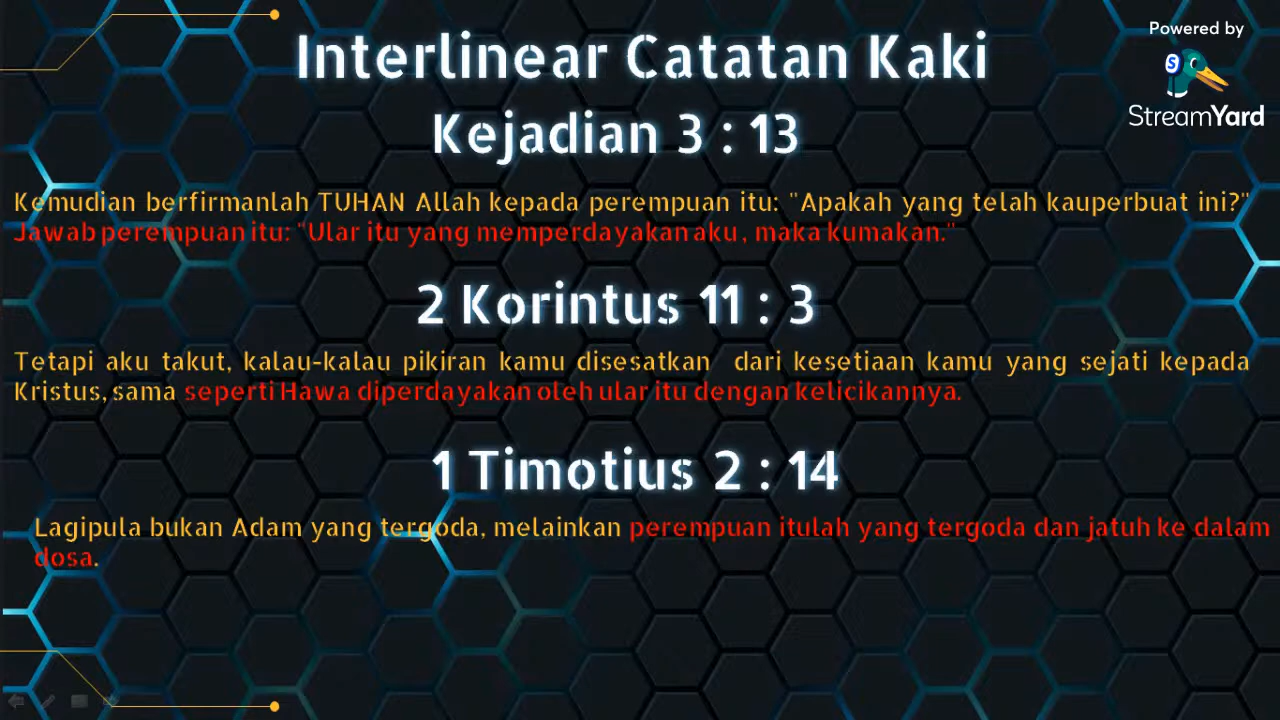 Powered by
StreamYard
Interlinear Catatan Kaki
Kejadian 3 : 13
Kemudian berfirmanlah TUHAN Allah kepada perempuan itu: "Apakah yang telah kauperbuat ini?"
Jawab perempuan itu: "Ular itu yang memperdayakan aku, maka kumakan."
2 Korintus 11 : 3
Tetapi aku takut, kalau-kalau pikiran kamu disesatkan dari kesetiaan kamu yang sejati kepada
Kristus, sama seperti Hawa diperdayakan oleh ular itu dengan kelicikannya.
1 Timotius 2 : 14
Lagipula bukan Adam yang tergoda, melainkan perempuan itulah yang tergoda dan jatuh ke dalam
dosa.